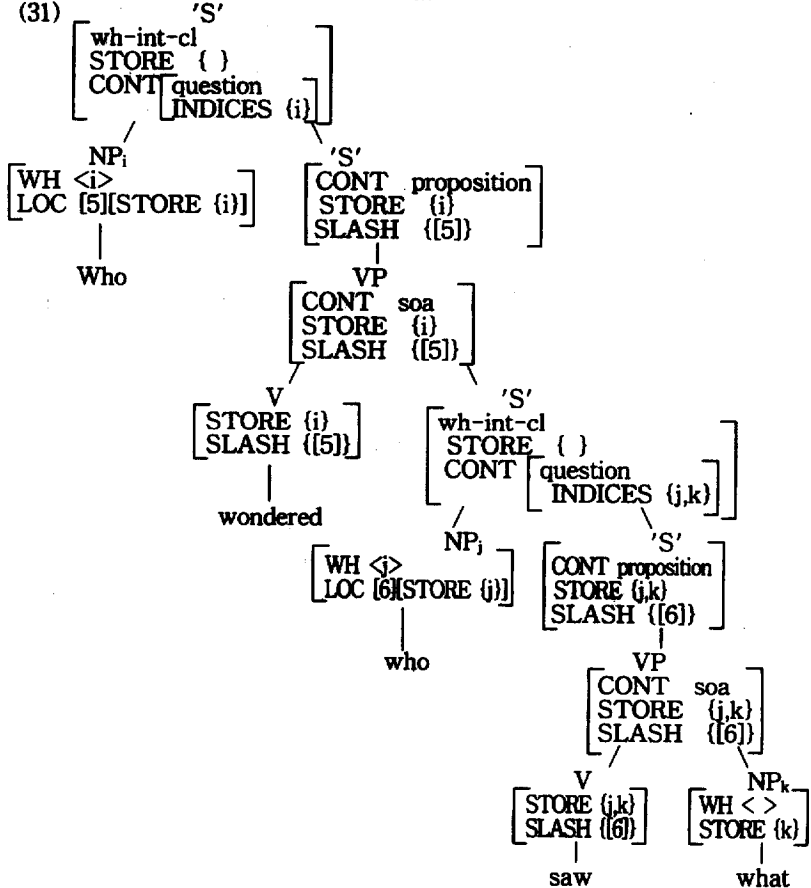 (31) 'S'
wh-int-cl
STORE { }
CONT question
INDICES {i}
NPi 'S'
WH <i> CONT proposition
LOC [5][STORE {i}] STORE {i}
SLASH {[5]}
Who VP
CONT soa
STORE {i}
SLASH {[5]}
V 'S'
STORE {i} wh-int-cl
SLASH {[5]} STORE { }
CONT question
INDICES {j,k}
wondered
NPj 'S'
WH <j> CONT proposition
LOC [6][STORE {j}] STORE {j,k}
SLASH {[6]}
who VP
CONT soa
STORE {j,k}
SLASH {[6]}
V NPk
STORE {j,k} WH < >
SLASH {[6]} STORE {k}
saw what